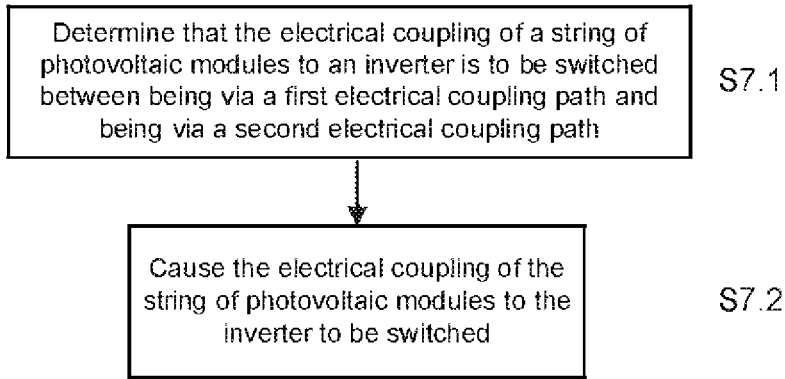 Determine that the electrical coupling of a string of
photovoltaic modules to an inverter is to be switched
between being via a first electrical coupling path and
being via a second electrical coupling path
S7.1
Cause the electrical coupling of the
string of photovoltaic modules to the
inverter to be switched
S7.2